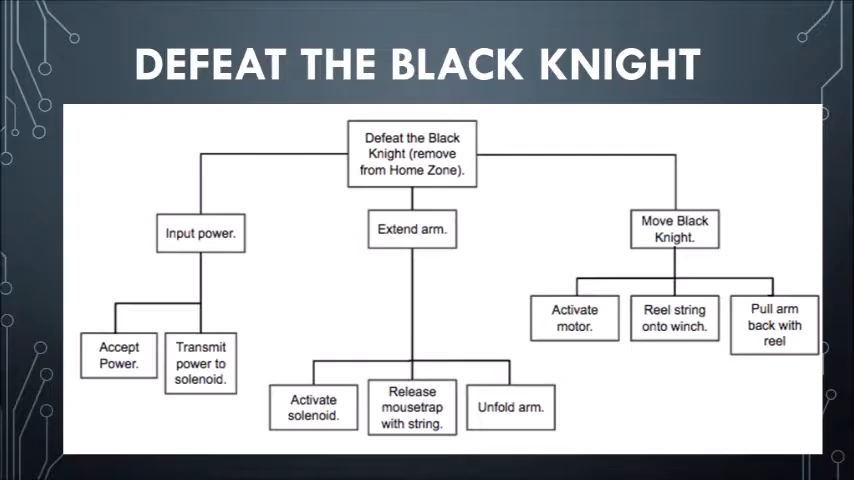 DEFEAT THE BLACK KNIGHT
Defeat the Black
Knight (remove
from Home Zone).
Input power.
Extend arm.
Move Black
Knight.
Accept
Power.
Transmit
power to
solenoid.
Activate
solenoid.
Release
mousetrap
with string.
Unfold arm.
Activate
motor.
Reel string
onto winch.
Pull arm
back with
reel